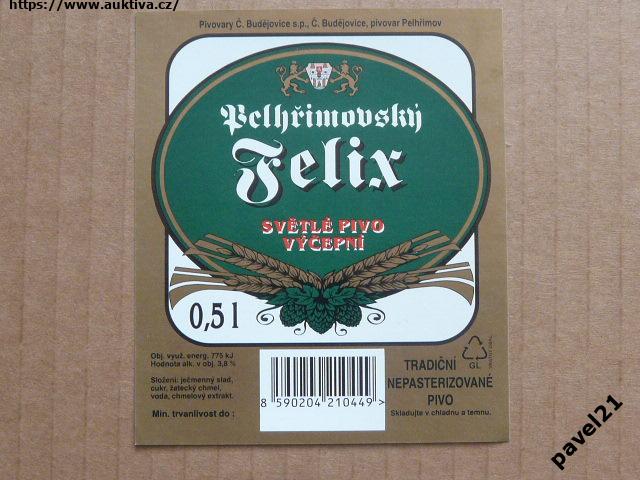 https://www.auktiva.cz/
Pivovary Č. Budějovice s.p., Č. Budějovice, pivovar Pelhřimov
Pelhřimovský
Felix
SVĚTLÉ PIVO
VÝČEPNÍ
0,5 l
Obj. využ. energ. 775 kJ
Hodnota alk. v obj. 3,8 %
Složení: ječmenný slad,
cukr, žatecký chmel,
voda, chmelový extrakt.
Min. trvanlivost do :
8 590204 210449 >
GL
TRADIČNÍ
NEPASTERIZOVANÉ
PIVO
Skladujte v chladnu a temnu.
pavel21